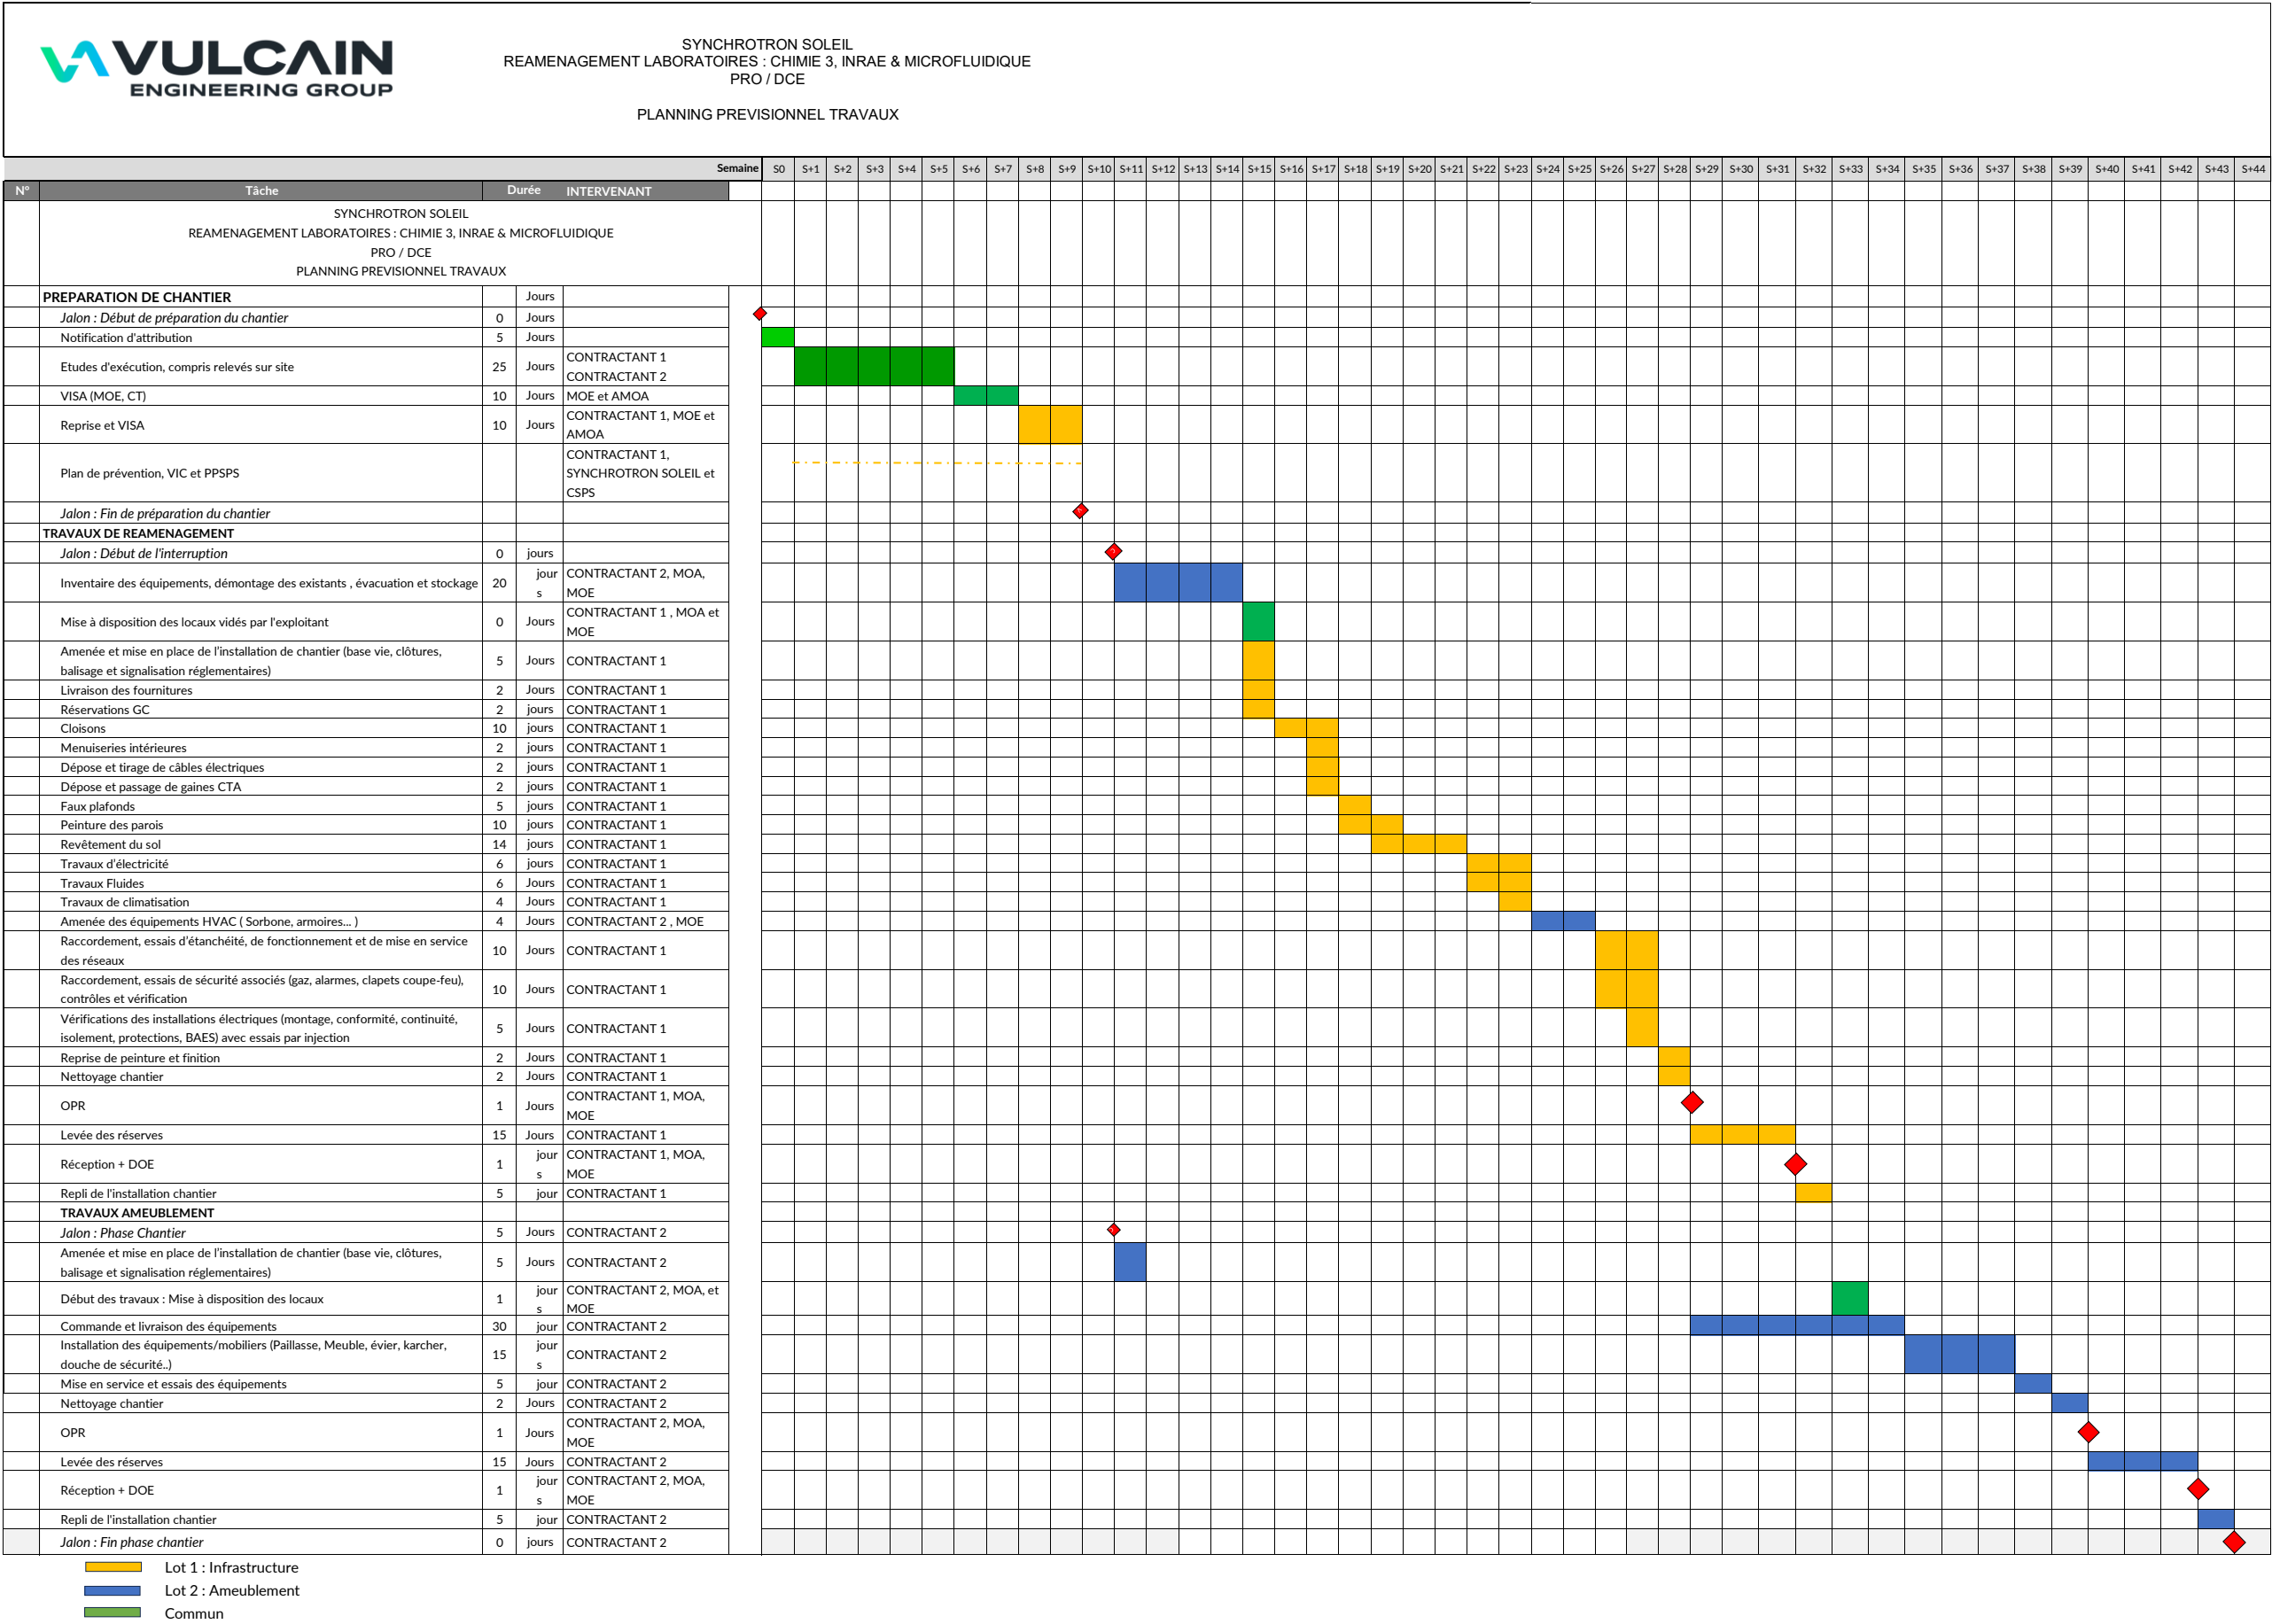 VULCAIN
ENGINEERING GROUP
SYNCHROTRON SOLEIL
REAMENAGEMENT LABORATOIRES : CHIMIE 3, INRAE & MICROFLUIDIQUE
PRO / DCE
PLANNING PREVISIONNEL TRAVAUX
Semaine S0 S+1 S+2 S+3 S+4 S+5 S+6 S+7 S+8 S+9 S+10 S+11 S+12 S+13 S+14 S+15 S+16 S+17 S+18 S+19 S+20 S+21 S+22 S+23 S+24 S+25 S+26 S+27 S+28 S+29 S+30 S+31 S+32 S+33 S+34 S+35 S+36 S+37 S+38 S+39 S+40 S+41 S+42 S+43 S+44
N° Tâche Durée INTERVENANT
SYNCHROTRON SOLEIL
REAMENAGEMENT LABORATOIRES : CHIMIE 3, INRAE & MICROFLUIDIQUE
PRO / DCE
PLANNING PREVISIONNEL TRAVAUX
PREPARATION DE CHANTIER Jours
Jalon : Début de préparation du chantier 0 Jours
Notification d'attribution 5 Jours
Etudes d'exécution, compris relevés sur site 25 Jours CONTRACTANT 1
CONTRACTANT 2
VISA (MOE, CT) 10 Jours MOE et AMOA
Reprise et VISA 10 Jours CONTRACTANT 1, MOE et
AMOA
Plan de prévention, VIC et PPSPS CONTRACTANT 1,
SYNCHROTRON SOLEIL et
CSPS
Jalon : Fin de préparation du chantier
TRAVAUX DE REAMENAGEMENT
Jalon : Début de l'interruption 0 jours
Inventaire des équipements, démontage des existants , évacuation et stockage 20 jour
s CONTRACTANT 2, MOA,
MOE
Mise à disposition des locaux vidés par l'exploitant 0 Jours CONTRACTANT 1 , MOA et
MOE
Amenée et mise en place de l'installation de chantier (base vie, clôtures,
balisage et signalisation réglementaires) 5 Jours CONTRACTANT 1
Livraison des fournitures 2 Jours CONTRACTANT 1
Réservations GC 2 jours CONTRACTANT 1
Cloisons 10 jours CONTRACTANT 1
Menuiseries intérieures 2 jours CONTRACTANT 1
Dépose et tirage de câbles électriques 2 jours CONTRACTANT 1
Dépose et passage de gaines CTA 2 jours CONTRACTANT 1
Faux plafonds 5 jours CONTRACTANT 1
Peinture des parois 10 jours CONTRACTANT 1
Revêtement du sol 14 jours CONTRACTANT 1
Travaux d'électricité 6 jours CONTRACTANT 1
Travaux Fluides 6 Jours CONTRACTANT 1
Travaux de climatisation 4 Jours CONTRACTANT 1
Amenée des équipements HVAC ( Sorbone, armoires... ) 4 Jours CONTRACTANT 2 , MOE
Raccordement, essais d'étanchéité, de fonctionnement et de mise en service
des réseaux 10 Jours CONTRACTANT 1
Raccordement, essais de sécurité associés (gaz, alarmes, clapets coupe-feu),
contrôles et vérification 10 Jours CONTRACTANT 1
Vérifications des installations électriques (montage, conformité, continuité,
isolement, protections, BAES) avec essais par injection 5 Jours CONTRACTANT 1
Reprise de peinture et finition 2 Jours CONTRACTANT 1
Nettoyage chantier 2 Jours CONTRACTANT 1
OPR 1 Jours CONTRACTANT 1, MOA,
MOE
Levée des réserves 15 Jours CONTRACTANT 1
Réception + DOE 1 jour
s CONTRACTANT 1, MOA,
MOE
Repli de l'installation chantier 5 jour CONTRACTANT 1
TRAVAUX AMEUBLEMENT
Jalon : Phase Chantier 5 Jours CONTRACTANT 2
Amenée et mise en place de l'installation de chantier (base vie, clôtures,
balisage et signalisation réglementaires) 5 Jours CONTRACTANT 2
Début des travaux : Mise à disposition des locaux 1 jour
s CONTRACTANT 2, MOA, et
MOE
Commande et livraison des équipements 30 jour CONTRACTANT 2
Installation des équipements/mobiliers (Paillasse, Meuble, évier, karcher,
douche de sécurité..) 15 jour
s CONTRACTANT 2
Mise en service et essais des équipements 5 jour CONTRACTANT 2
Nettoyage chantier 2 Jours CONTRACTANT 2
OPR 1 Jours CONTRACTANT 2, MOA,
MOE
Levée des réserves 15 Jours CONTRACTANT 2
Réception + DOE 1 jour
s CONTRACTANT 2, MOA,
MOE
Repli de l'installation chantier 5 jour CONTRACTANT 2
Jalon : Fin phase chantier 0 jours CONTRACTANT 2
Lot 1 : Infrastructure
Lot 2 : Ameublement
Commun